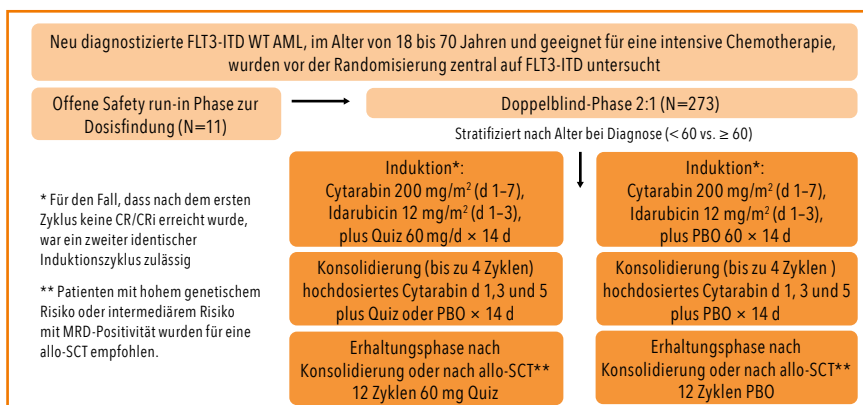 Neu diagnostizierte FLT3-ITD WT AML, im Alter von 18 bis 70 Jahren und geeignet für eine intensive Chemotherapie,
wurden vor der Randomisierung zentral auf FLT3-ITD untersucht
Offene Safety run-in Phase zur
Dosisfindung (N=11)
Doppelblind-Phase 2:1 (N=273)
Stratifiziert nach Alter bei Diagnose (< 60 vs. ≥ 60)
* Für den Fall, dass nach dem ersten
Zyklus keine CR/CRi erreicht wurde,
war ein zweiter identischer
Induktionszyklus zulässig
** Patienten mit hohem genetischem
Risiko oder intermediärem Risiko
mit MRD-Positivität wurden für eine
allo-SCT empfohlen.
Induktion*:
Cytarabin 200 mg/m² (d 1–7),
Idarubicin 12 mg/m² (d 1–3),
plus Quiz 60 mg/d × 14 d
Konsolidierung (bis zu 4 Zyklen)
hochdosiertes Cytarabin d 1,3 und 5
plus Quiz oder PBO × 14 d
Erhaltungsphase nach
Konsolidierung oder nach allo-SCT**
12 Zyklen 60 mg Quiz
Induktion*:
Cytarabin 200 mg/m² (d 1–7),
Idarubicin 12 mg/m² (d 1–3),
plus PBO 60 × 14 d
Konsolidierung (bis zu 4 Zyklen )
hochdosiertes Cytarabin d 1, 3 und 5
plus PBO × 14 d
Erhaltungsphase nach
Konsolidierung oder nach allo-SCT**
12 Zyklen PBO